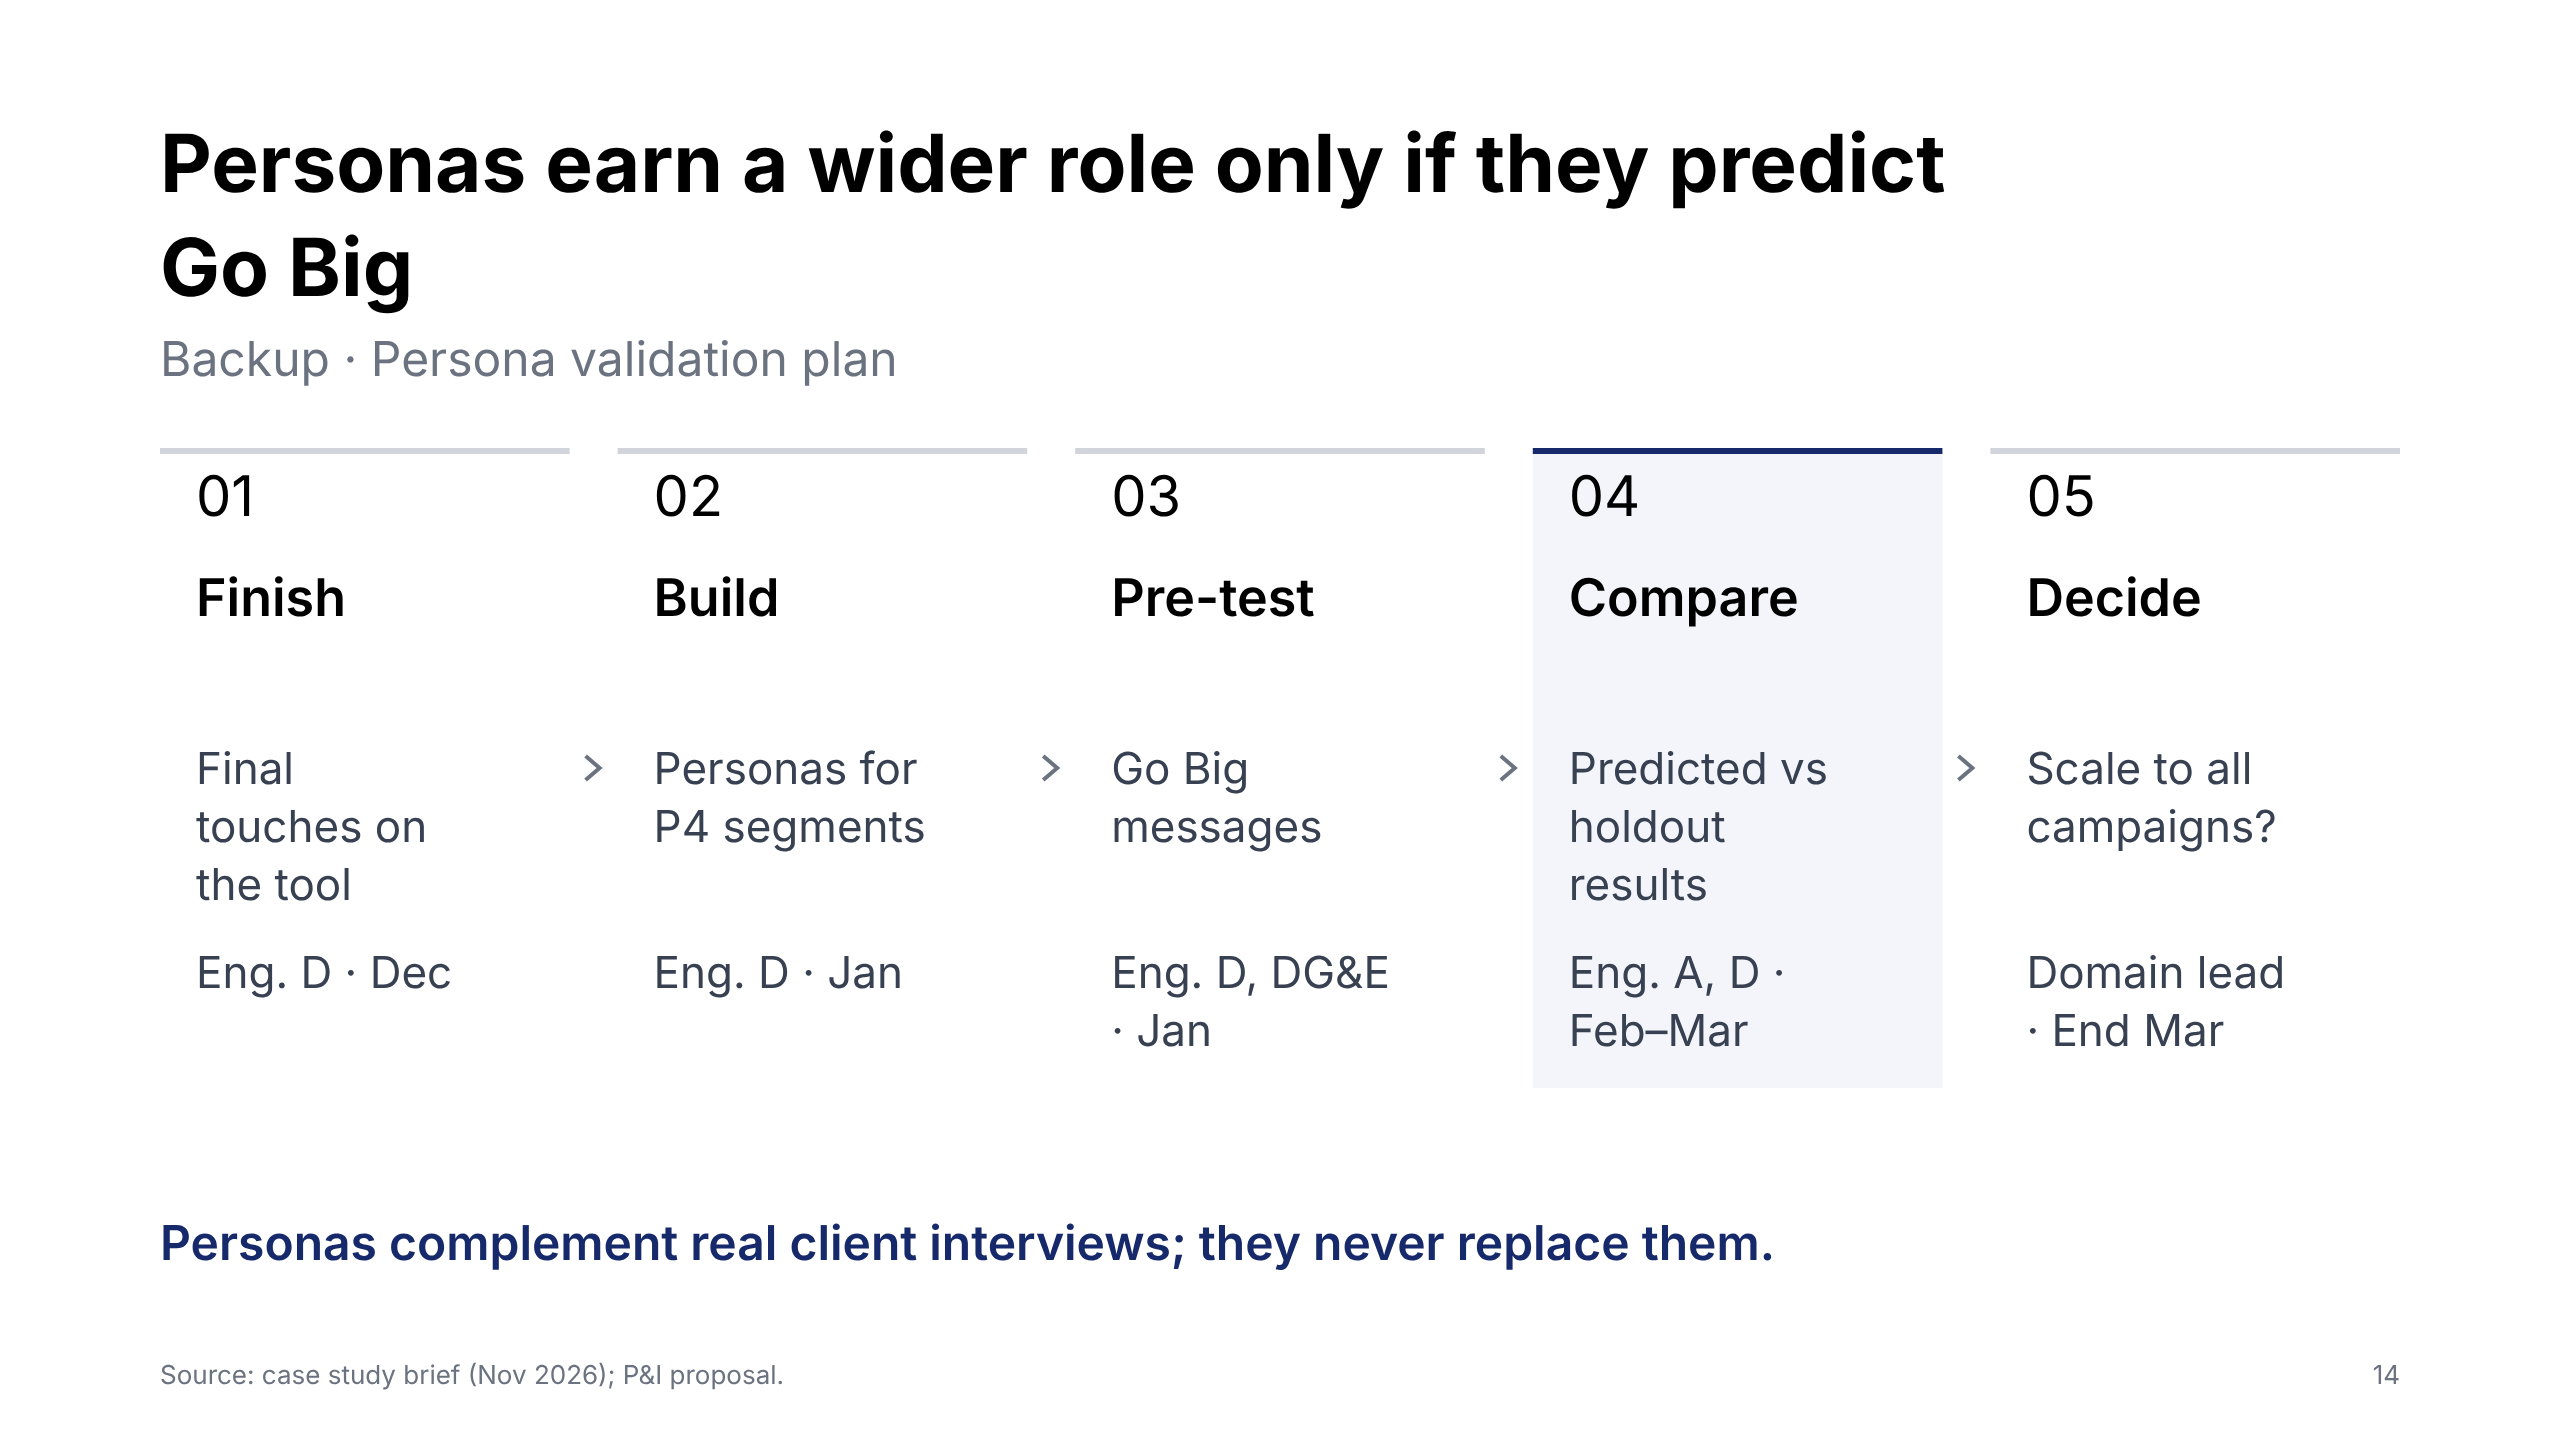 Personas earn a wider role only if they predict
Go Big
Backup · Persona validation plan
01
Finish
Final
touches on
the tool
Eng. D · Dec
>
02
Build
Personas for
P4 segments
Eng. D · Jan
>
03
Pre-test
Go Big
messages
Eng. D, DG&E
· Jan
>
04
Compare
Predicted vs
holdout
results
Eng. A, D ·
Feb–Mar
>
05
Decide
Scale to all
campaigns?
Domain lead
· End Mar
Personas complement real client interviews; they never replace them.
Source: case study brief (Nov 2026); P&I proposal.
14